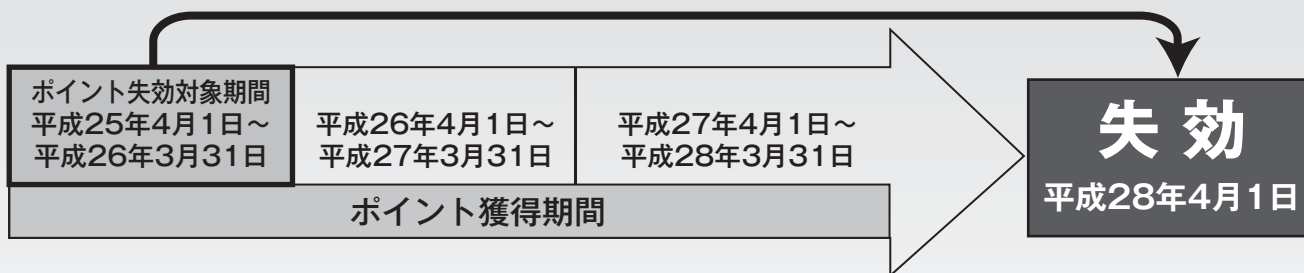 ポイント失効対象期間
平成25年4月1日～
平成26年3月31日
平成26年4月1日～
平成27年3月31日
平成27年4月1日～
平成28年3月31日
ポイント獲得期間
失効
平成28年4月1日